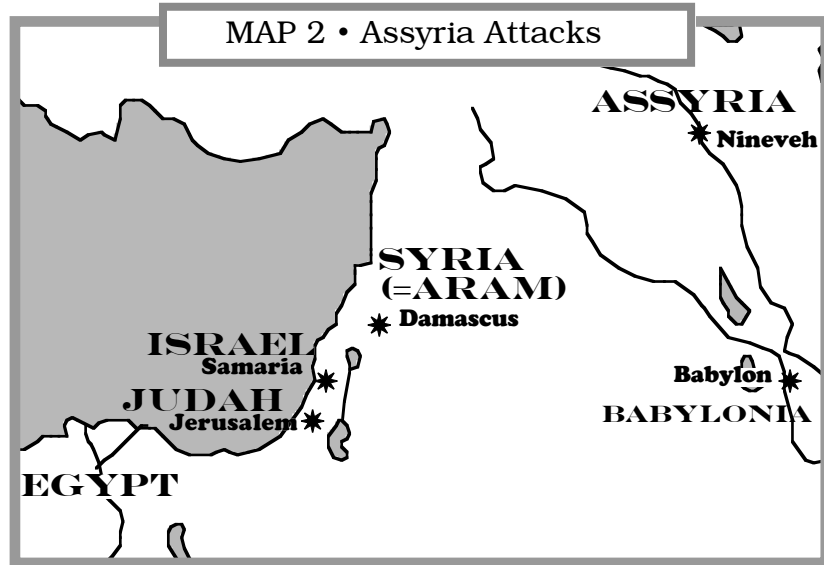 MAP 2 • Assyria Attacks
ASSYRIA
Nineveh
SYRIA
(=ARAM)
Damascus
ISRAEL
Samaria
Babylon
JUDAH
BABYLONIA
Jerusalem
EGYPT